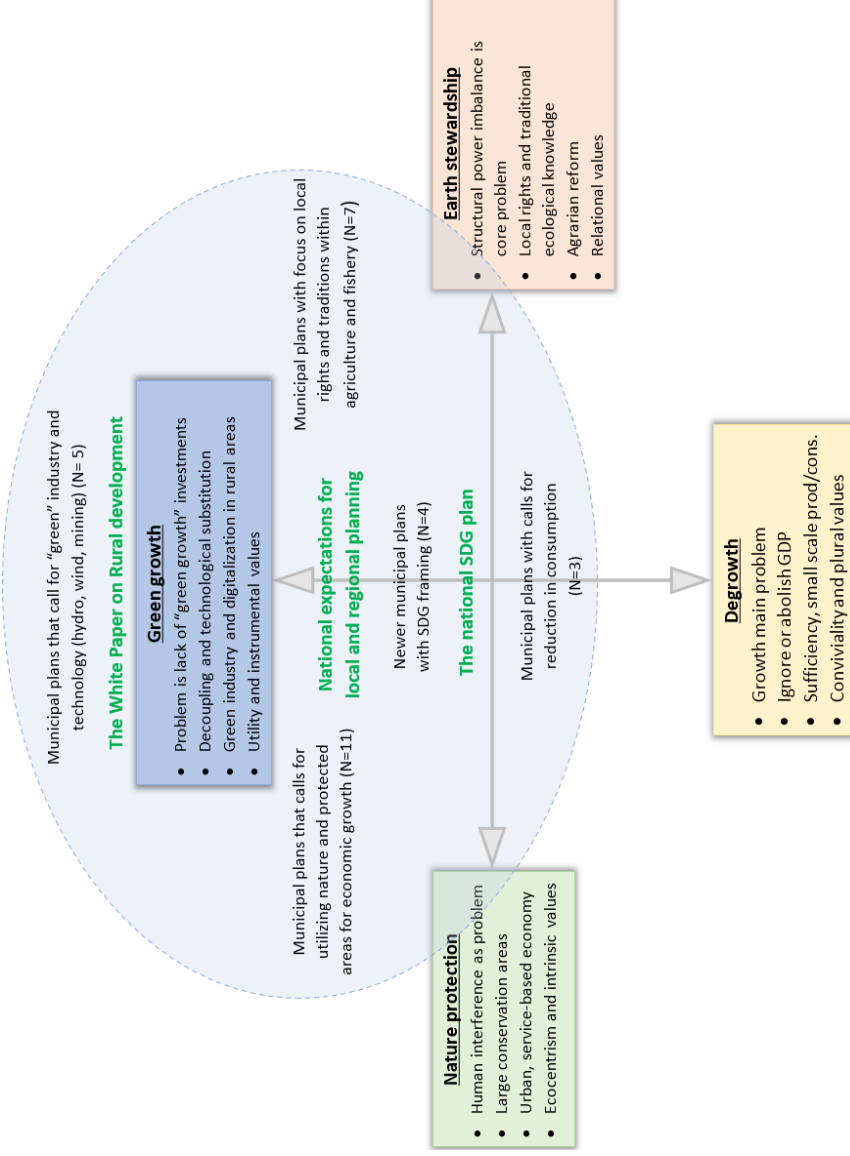 Municipal plans that call for “green” industry and
technology (hydro, wind, mining) (N= 5)
The White Paper on Rural development
Green growth
• Problem is lack of “green growth” investments
• Decoupling and technological substitution
• Green industry and digitalization in rural areas
• Utility and instrumental values
Municipal plans that calls for
utilizing nature and protected
areas for economic growth (N=11)
National expectations for
local and regional planning
Municipal plans with focus on local
rights and traditions within
agriculture and fishery (N=7)
Newer municipal plans
with SDG framing (N=4)
The national SDG plan
Nature protection
• Human interference as problem
• Large conservation areas
• Urban, service-based economy
• Ecocentrism and intrinsic values
Earth stewardship
• Structural power imbalance is
core problem
• Local rights and traditional
ecological knowledge
• Agrarian reform
• Relational values
Municipal plans with calls for
reduction in consumption
(N=3)
Degrowth
• Growth main problem
• Ignore or abolish GDP
• Sufficiency, small scale prod/cons.
• Conviviality and plural values